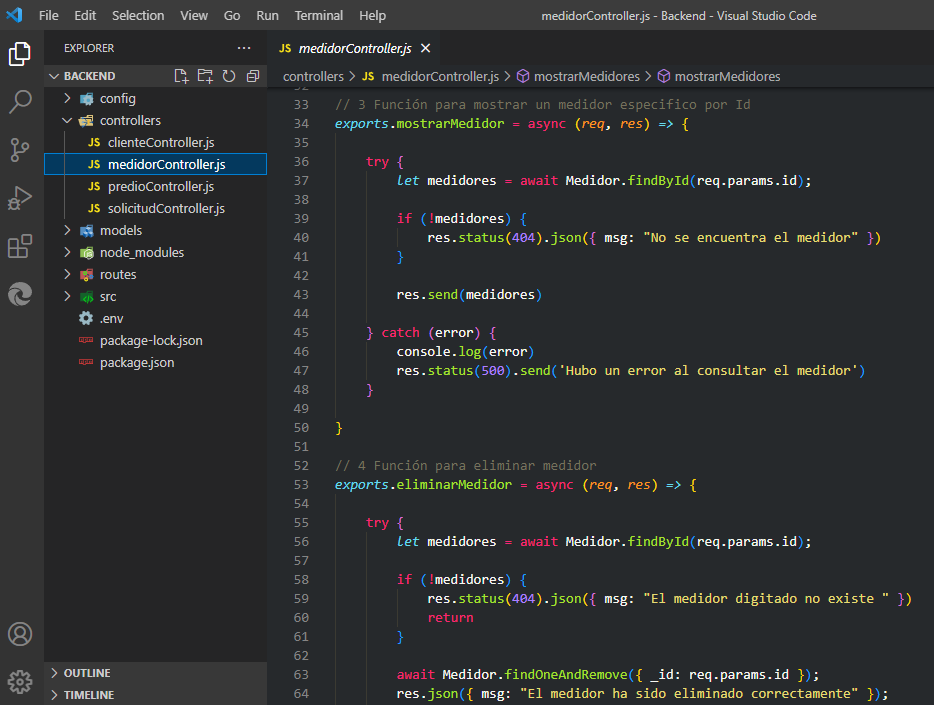 File Edit Selection View Go Run Terminal Help
medidorController.js - Backend - Visual Studio Code
EXPLORER
BACKEND
config
controllers
JS clienteController.js
JS medidorController.js
JS predioController.js
JS solicitudController.js
models
node_modules
routes
src
.env
package-lock.json
package.json
OUTLINE
TIMELINE
JS medidorController.js
controllers > JS medidorController.js > mostrarMedidores > mostrarMedidores
32
33 // 3 Función para mostrar un medidor especifico por Id
34 exports.mostrarMedidor = async (req, res) => {
35
36 try {
37 let medidores = await Medidor.findById(req.params.id);
38
39 if (!medidores) {
40 res.status(404).json({ msg: "No se encuentra el medidor" })
41 }
42
43 res.send(medidores)
44
45 } catch (error) {
46 console.log(error)
47 res.status(500).send('Hubo un error al consultar el medidor')
48 }
49
50 }
51
52 // 4 Función para eliminar medidor
53 exports.eliminarMedidor = async (req, res) => {
54
55 try {
56 let medidores = await Medidor.findById(req.params.id);
57
58 if (!medidores) {
59 res.status(404).json({ msg: "El medidor digitado no existe " })
60 return
61 }
62
63 await Medidor.findOneAndRemove({ _id: req.params.id });
64 res.json({ msg: "El medidor ha sido eliminado correctamente" });